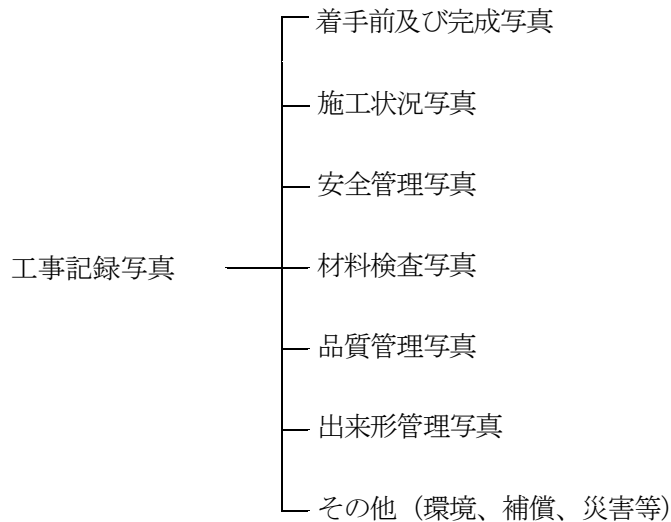 着手前及び完成写真
施工状況写真
安全管理写真
工事記録写真
材料検査写真
品質管理写真
出来形管理写真
その他（環境、補償、災害等）